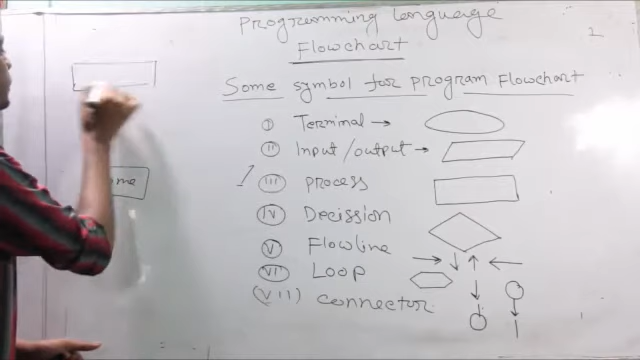 Programming language
Flowchart
2
Some symbol for program Flowchart
I Terminal →
II Input/output →
III process
IV Decission
V Flowline
VI Loop
(VII) connector